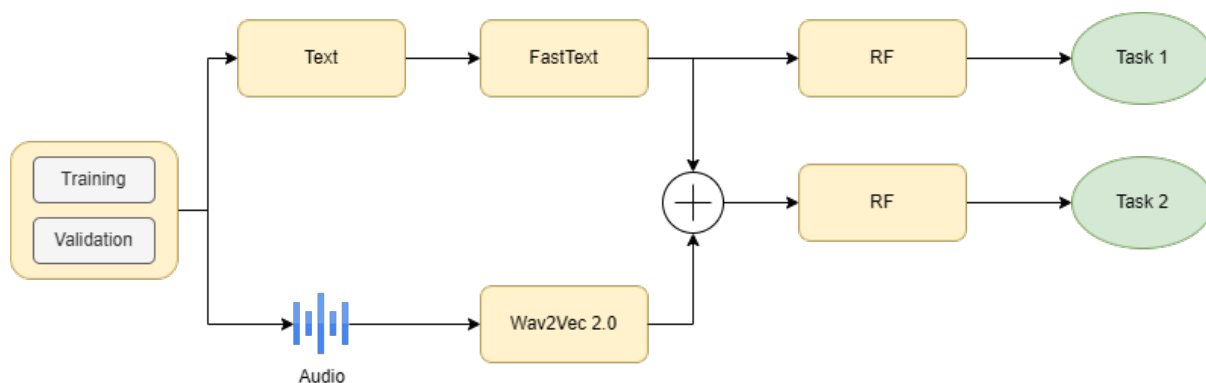 Text
FastText
RF
Task 1
Training
Validation
RF
Task 2
Wav2Vec 2.0
Audio